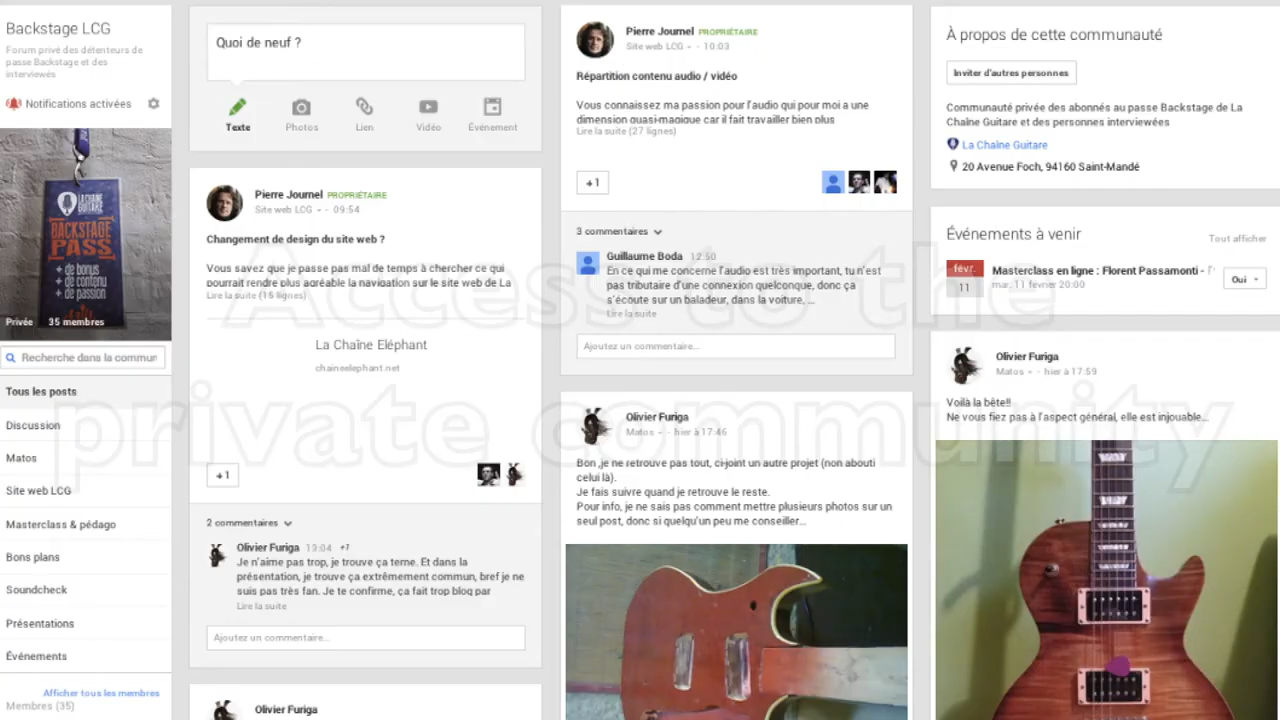 Backstage LCG
Forum privé des détenteurs de
passe Backstage et des
interviewés
Notifications activées
LA CHAINE
GUITARE
BACKSTAGE
PASS
+ de bonus
+ de contenu
+ de passion
Privée 35 membres
Recherche dans la commun
Tous les posts
Discussion
Matos
Site web LCG
Masterclass & pédago
Bons plans
Soundcheck
Présentations
Événements
Afficher tous les membres
Membres (35)
Quoi de neuf ?
Texte Photos Lien Vidéo Événement
Pierre Journel PROPRIÉTAIRE
Site web LCG - 09:54
Changement de design du site web ?
Vous savez que je passe pas mal de temps à chercher ce qui
pourrait rendre plus agréable la navigation sur le site web de La
Lire la suite (15 lignes)
La Chaîne Eléphant
chaineelephant.net
+1
2 commentaires
Olivier Furiga 13:04 +1
Je n'aime pas trop, je trouve ça terne. Et dans la
présentation, je trouve ça extrêmement commun, bref je ne
suis pas très fan. Je te confirme, ça fait trop blog par
Lire la suite
Ajoutez un commentaire...
Olivier Furiga
Pierre Journel PROPRIÉTAIRE
Site web LCG - 10:03
Répartition contenu audio / vidéo
Vous connaissez ma passion pour l'audio qui pour moi a une
dimension quasi-magique car il fait travailler bien plus
Lire la suite (27 lignes)
+1
3 commentaires
Guillaume Boda 12:50
En ce qui me concerne l'audio est très important, tu n'est
pas tributaire d'une connexion quelconque, donc ça
s'écoute sur un baladeur, dans la voiture, ...
Lire la suite
Ajoutez un commentaire...
Olivier Furiga
Matos - hier à 17:46
Bon ,je ne retrouve pas tout, ci-joint un autre projet (non abouti
celui là).
Je fais suivre quand je retrouve le reste.
Pour info, je ne sais pas comment mettre plusieurs photos sur un
seul post, donc si quelqu'un peu me conseiller...
À propos de cette communauté
Inviter d'autres personnes
Communauté privée des abonnés au passe Backstage de La
Chaîne Guitare et des personnes interviewées
La Chaîne Guitare
20 Avenue Foch, 94160 Saint-Mandé
Événements à venir Tout afficher
févr. 11
Masterclass en ligne : Florent Passamonti -
mar. 11 février 20:00
Oui
Olivier Furiga
Matos - hier à 17:59
Voilà la bête!!
Ne vous fiez pas à l'aspect général, elle est injouable...
Access to the
private community